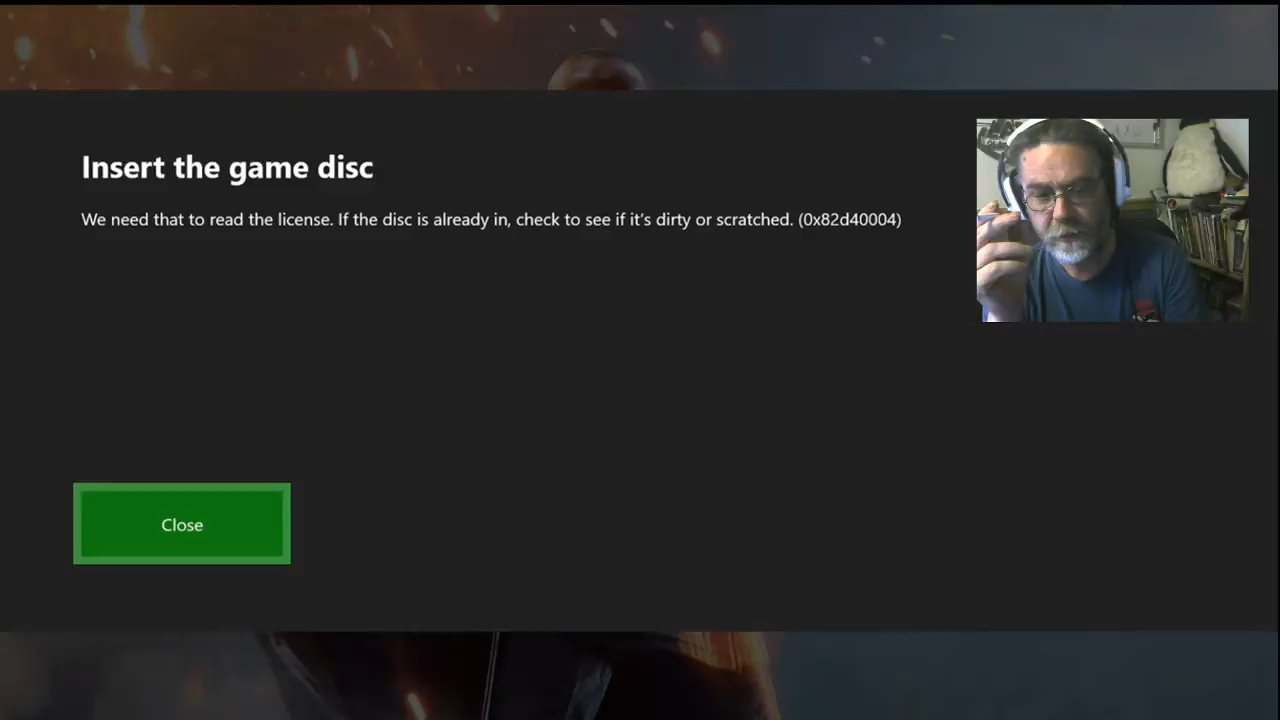 Insert the game disc
We need that to read the license. If the disc is already in, check to see if it’s dirty or scratched. (0x82d40004)
Close